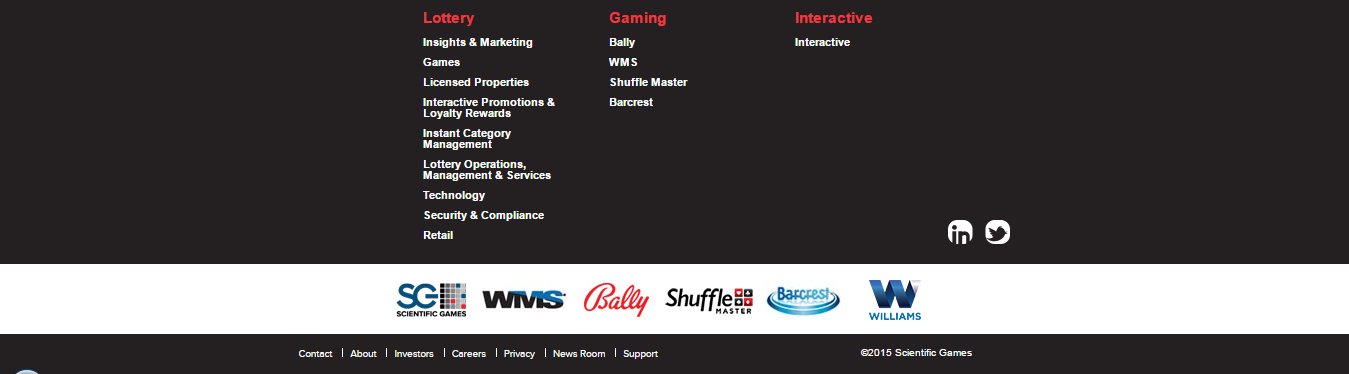 Lottery
Insights & Marketing
Games
Licensed Properties
Interactive Promotions &
Loyalty Rewards
Instant Category
Management
Lottery Operations,
Management & Services
Technology
Security & Compliance
Retail
Gaming
Bally
WMS
Shuffle Master
Barcrest
Interactive
Interactive
in
SG
SCIENTIFIC GAMES
WMS
Bally
Shuffle
MASTER
Barcrest
W
WILLIAMS
Contact | About | Investors | Careers | Privacy | News Room | Support
©2015 Scientific Games